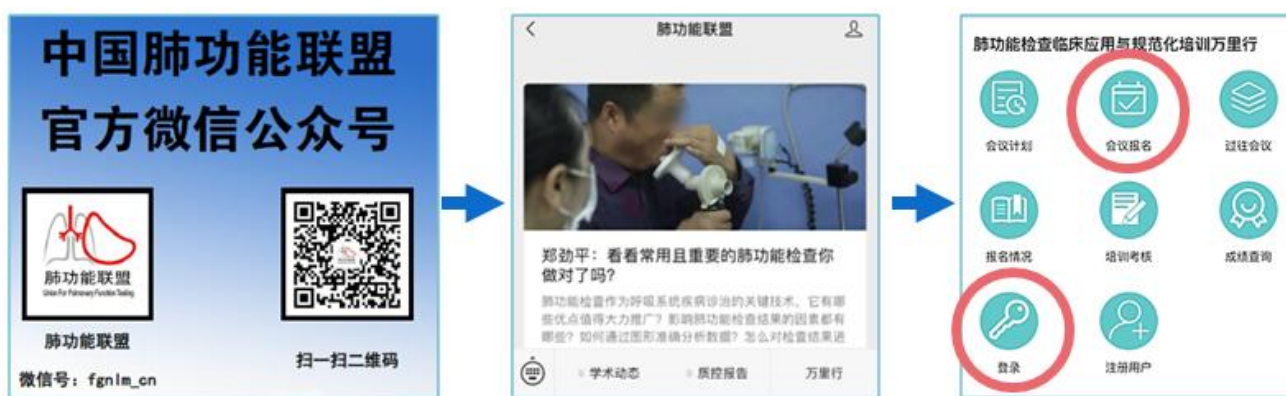 中国肺功能联盟
官方微信公众号
肺功能联盟
Union For Pulmonary Function Testing
肺功能联盟
微信号：fgnlm_cn
扫一扫二维码
肺功能联盟
郑劲平：看看常用且重要的肺功能检查你
做对了吗？
肺功能检查作为呼吸系统疾病诊治的关键技术，它有哪
些优点值得大力推广？影响肺功能检查结果的因素都有
哪些？如何通过图形准确分析数据？怎么对检查结果进
学术动态
质控报告
万里行
肺功能检查临床应用与规范化培训万里行
会议计划
会议报名
过往会议
报名情况
培训考核
成绩查询
登录
注册用户